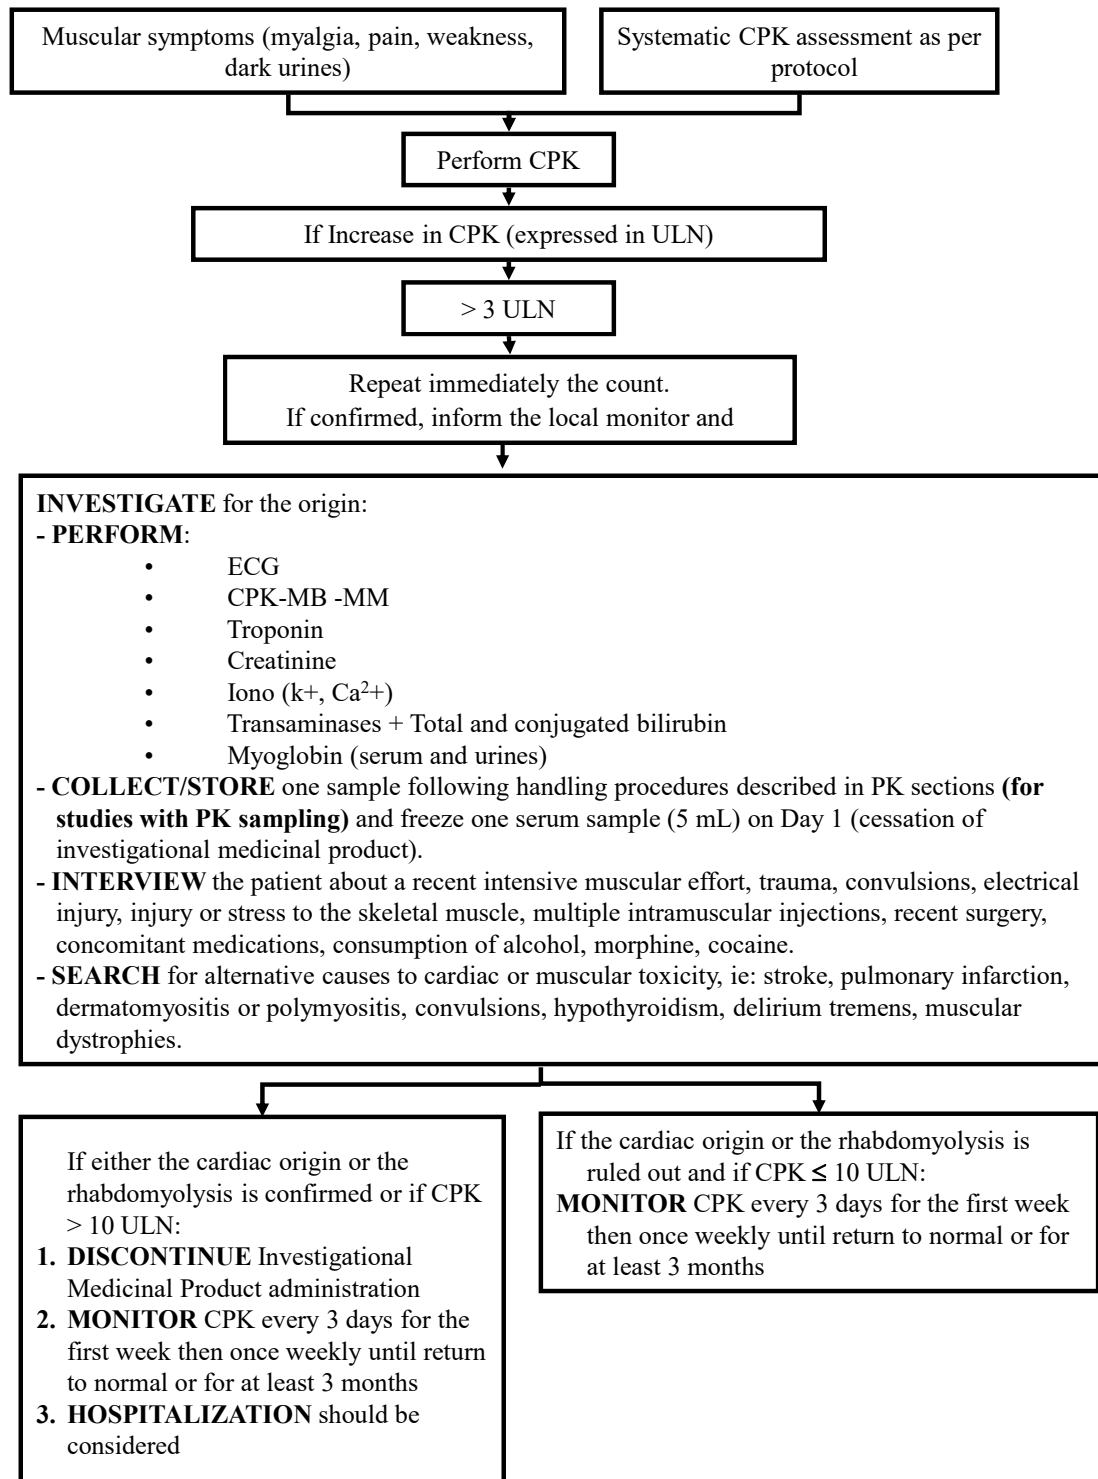 Muscular symptoms (myalgia, pain, weakness,
dark urines)
Systematic CPK assessment as per
protocol
Perform CPK
If Increase in CPK (expressed in ULN)
> 3 ULN
Repeat immediately the count.
If confirmed, inform the local monitor and
INVESTIGATE for the origin:
- PERFORM:
• ECG
• CPK-MB -MM
• Troponin
• Creatinine
• Iono (k+, Ca²⁺)
• Transaminases + Total and conjugated bilirubin
• Myoglobin (serum and urines)
- COLLECT/STORE one sample following handling procedures described in PK sections (for
studies with PK sampling) and freeze one serum sample (5 mL) on Day 1 (cessation of
investigational medicinal product).
- INTERVIEW the patient about a recent intensive muscular effort, trauma, convulsions, electrical
injury, injury or stress to the skeletal muscle, multiple intramuscular injections, recent surgery,
concomitant medications, consumption of alcohol, morphine, cocaine.
- SEARCH for alternative causes to cardiac or muscular toxicity, ie: stroke, pulmonary infarction,
dermatomyositis or polymyositis, convulsions, hypothyroidism, delirium tremens, muscular
dystrophies.
If either the cardiac origin or the
rhabdomyolysis is confirmed or if CPK
> 10 ULN:
1. DISCONTINUE Investigational
Medicinal Product administration
2. MONITOR CPK every 3 days for the
first week then once weekly until return
to normal or for at least 3 months
3. HOSPITALIZATION should be
considered
If the cardiac origin or the rhabdomyolysis is
ruled out and if CPK ≤ 10 ULN:
MONITOR CPK every 3 days for the first week
then once weekly until return to normal or for
at least 3 months